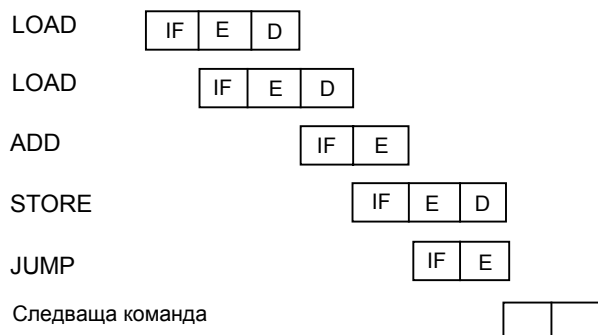 LOAD IF E D
LOAD IF E D
ADD IF E
STORE IF E D
JUMP IF E
Следваща команда